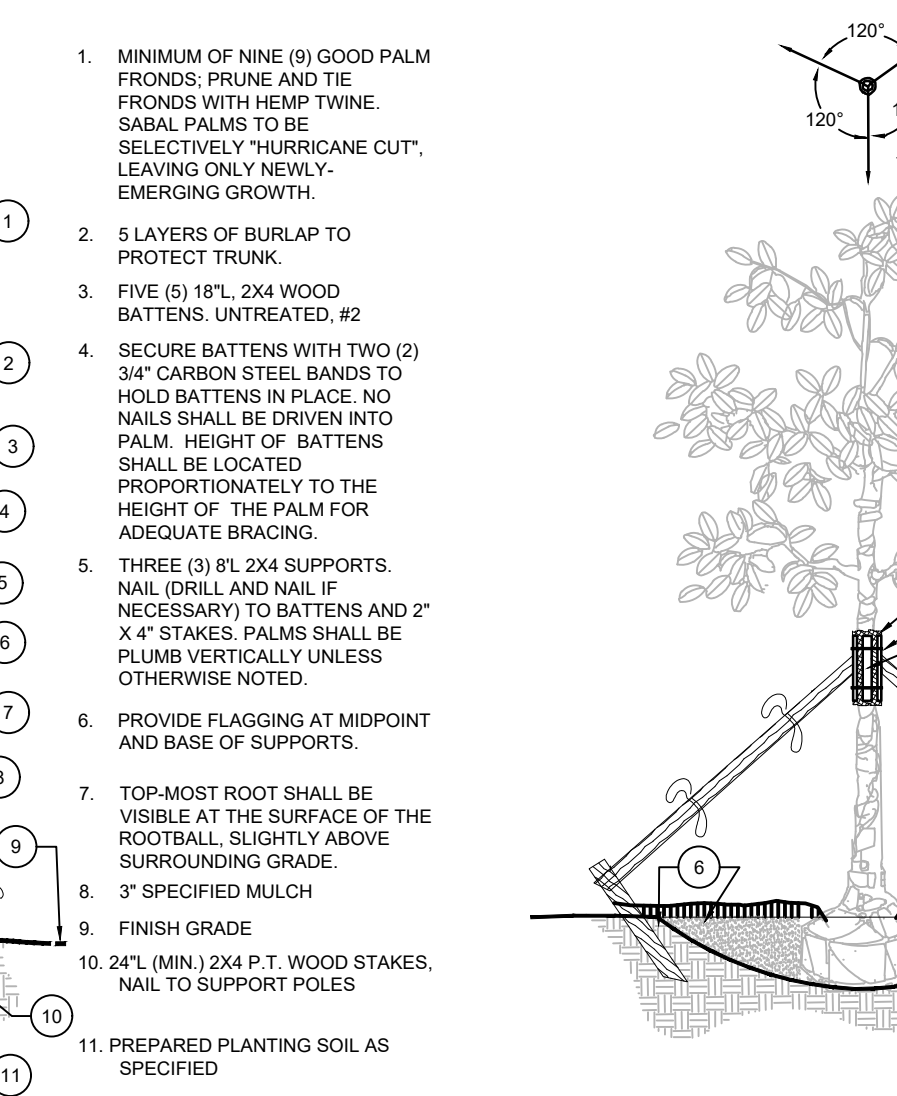 1. MINIMUM OF NINE (9) GOOD PALM
FRONDS; PRUNE AND TIE
FRONDS WITH HEMP TWINE.
SABAL PALMS TO BE
SELECTIVELY "HURRICANE CUT",
LEAVING ONLY NEWLY-
EMERGING GROWTH.
2. 5 LAYERS OF BURLAP TO
PROTECT TRUNK.
3. FIVE (5) 18"L, 2X4 WOOD
BATTENS. UNTREATED, #2
4. SECURE BATTENS WITH TWO (2)
3/4" CARBON STEEL BANDS TO
HOLD BATTENS IN PLACE. NO
NAILS SHALL BE DRIVEN INTO
PALM. HEIGHT OF BATTENS
SHALL BE LOCATED
PROPORTIONATELY TO THE
HEIGHT OF THE PALM FOR
ADEQUATE BRACING.
5. THREE (3) 8'L 2X4 SUPPORTS.
NAIL (DRILL AND NAIL IF
NECESSARY) TO BATTENS AND 2"
X 4" STAKES. PALMS SHALL BE
PLUMB VERTICALLY UNLESS
OTHERWISE NOTED.
6. PROVIDE FLAGGING AT MIDPOINT
AND BASE OF SUPPORTS.
7. TOP-MOST ROOT SHALL BE
VISIBLE AT THE SURFACE OF THE
ROOTBALL, SLIGHTLY ABOVE
SURROUNDING GRADE.
8. 3" SPECIFIED MULCH
9. FINISH GRADE
10. 24"L (MIN.) 2X4 P.T. WOOD STAKES,
NAIL TO SUPPORT POLES
11. PREPARED PLANTING SOIL AS
SPECIFIED
1
2
3
4
5
6
7
9
10
11
120°
120°
6